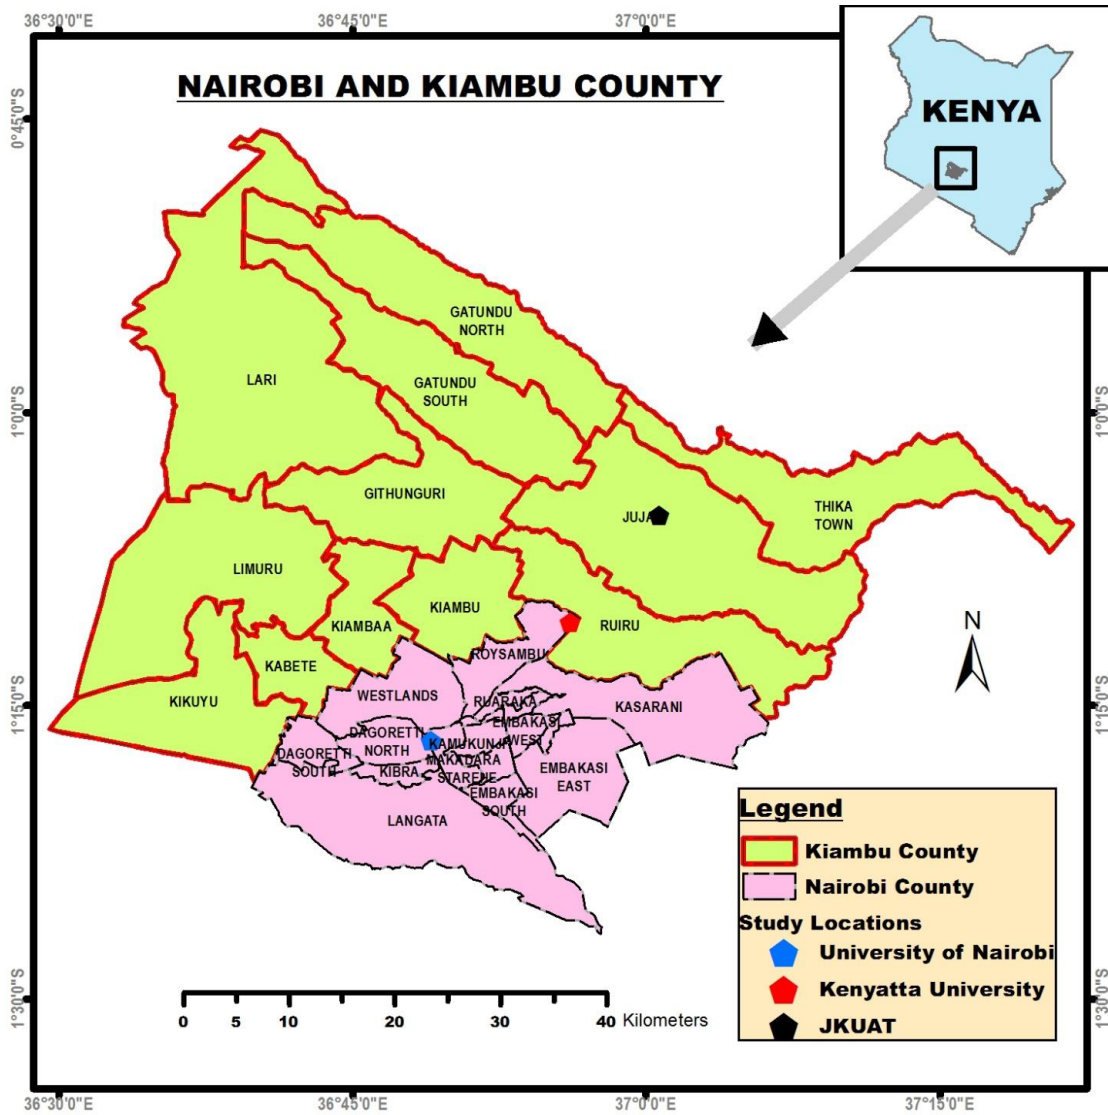 36°30'0"E 36°45'0"E 37°0'0"E
NAIROBI AND KIAMBU COUNTY
KENYA
0°45'0"S
GATUNDU
NORTH
LARI
GATUNDU
SOUTH
1°0'0"S 1°0'0"S
GITHUNGURI
THIKA
TOWN
JUJA
LIMURU
KIAMBU
KIAMBAA
RUIRU
N
ROYSAMBU
KABETE
WESTLANDS
KIKUYU
RUARAKA
KASARANI
1°15'0"S 1°15'0"S
EMBAKASI
WEST
DAGORETTI
NORTH
KAMUKUNJI
DAGORETTI
SOUTH
MAKADARA
KIBRA
STAREHE
EMBAKASI
EAST
EMBAKASI
SOUTH
LANGATA
Legend
Kiambu County
Nairobi County
Study Locations
University of Nairobi
Kenyatta University
JKUAT
1°30'0"S 1°30'0"S
0 5 10 20 30 40 Kilometers
36°30'0"E 36°45'0"E 37°0'0"E 37°15'0"E